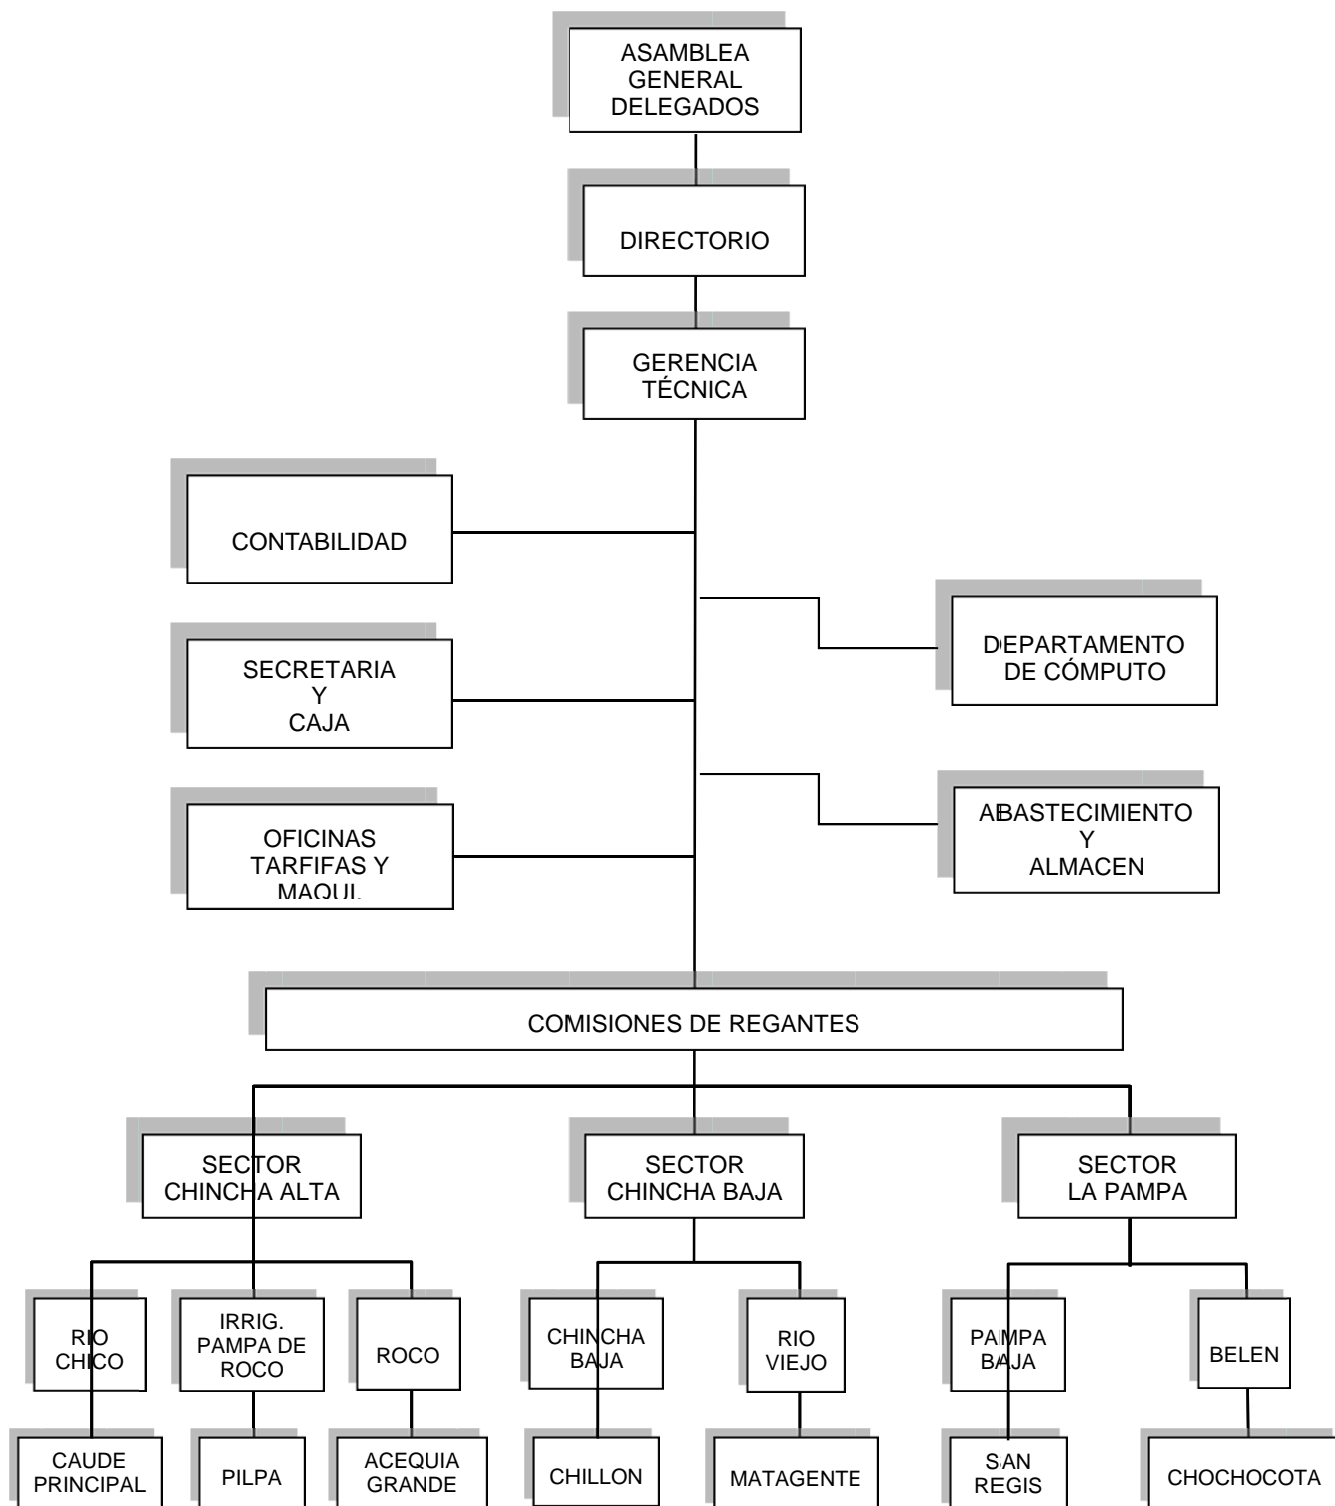 ASAMBLEA
GENERAL
DELEGADOS
DIRECTORIO
GERENCIA
TÉCNICA
CONTABILIDAD
DEPARTAMENTO
DE CÓMPUTO
SECRETARIA
Y
CAJA
ABASTECIMIENTO
Y
ALMACEN
OFICINAS
TARFIFAS Y
MAQUI.
COMISIONES DE REGANTES
SECTOR
CHINCHA ALTA
SECTOR
CHINCHA BAJA
SECTOR
LA PAMPA
RIO
CHICO
IRRIG.
PAMPA DE
ROCO
ROCO
CHINCHA
BAJA
RIO
VIEJO
PAMPA
BAJA
BELEN
CAUDE
PRINCIPAL
PILPA
ACEQUIA
GRANDE
CHILLON
MATAGENTE
SAN
REGIS
CHOCHOCOTA